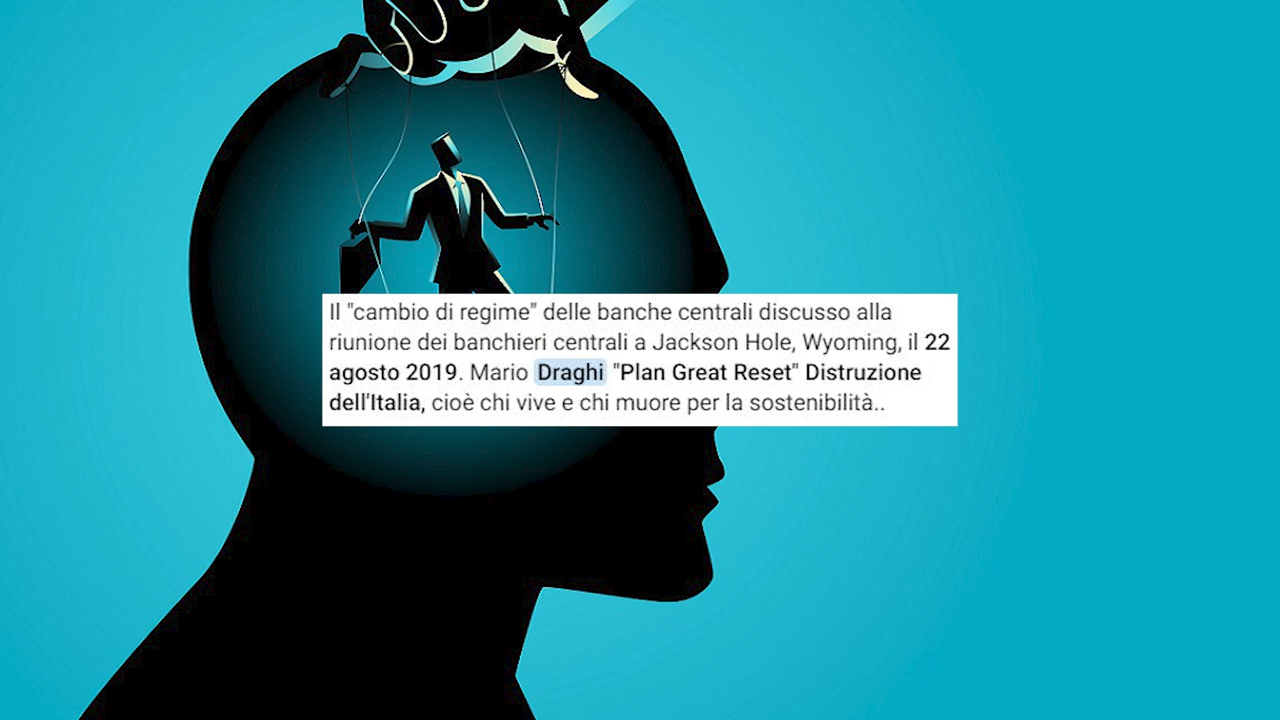 Il "cambio di regime" delle banche centrali discusso alla
riunione dei banchieri centrali a Jackson Hole, Wyoming, il 22
agosto 2019. Mario Draghi "Plan Great Reset" Distruzione
dell'Italia, cioè chi vive e chi muore per la sostenibilità..